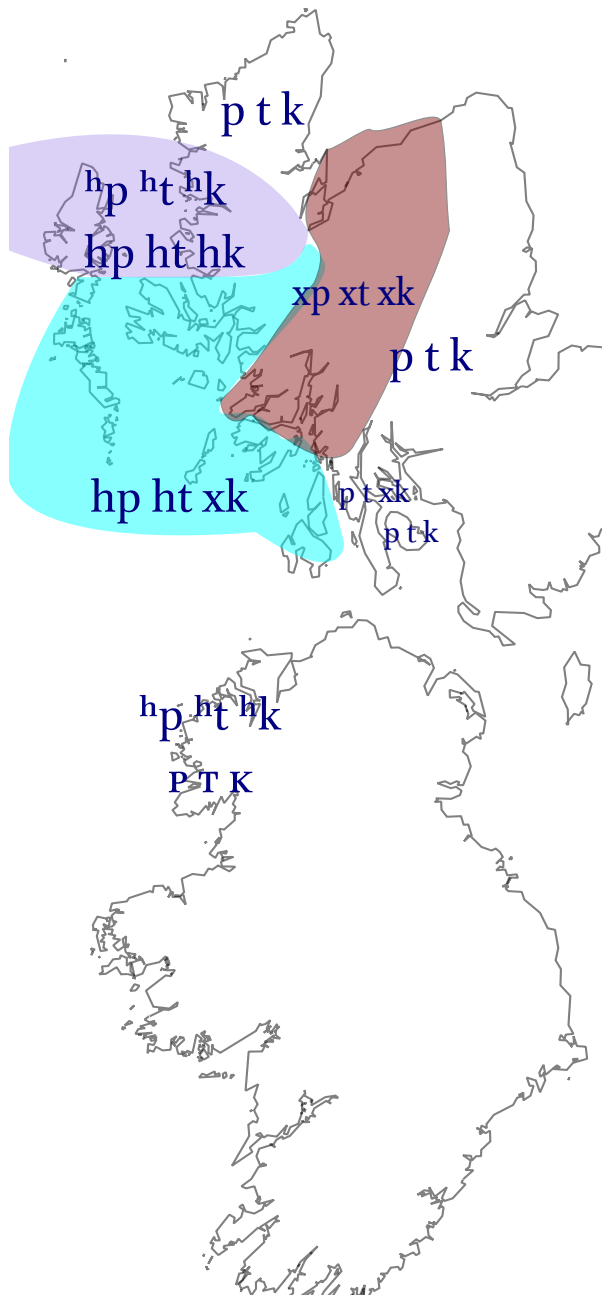 p t k
ʰp ʰt ʰk
hp ht hk
xp xt xk
p t k
hp ht xk
p t xk
p t k
ʰp ʰt ʰk
ᴘ ᴛ ᴋ